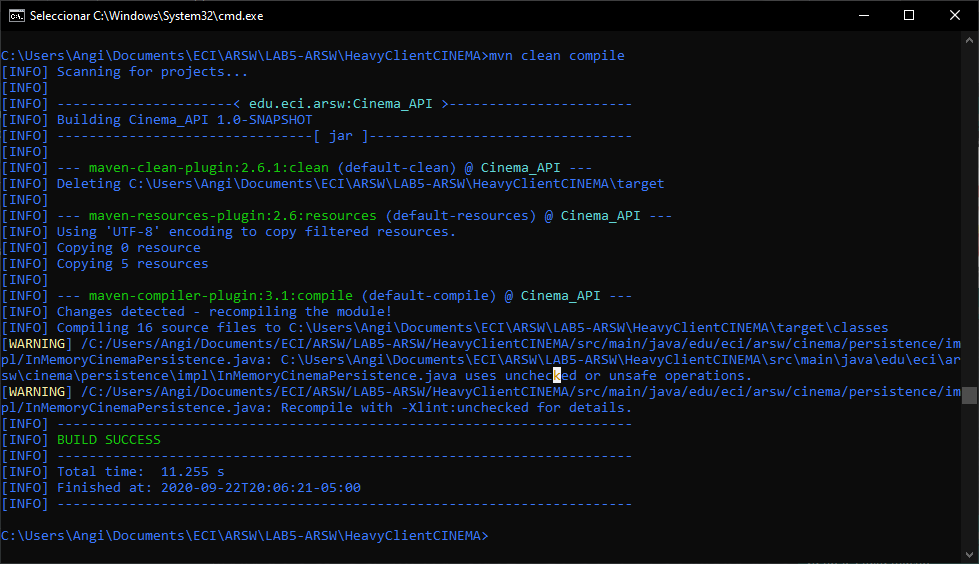 Seleccionar C:\Windows\System32\cmd.exe
C:\Users\Angi\Documents\ECI\ARSW\LAB5-ARSW\HeavyClientCINEMA>mvn clean compile
[INFO] Scanning for projects...
[INFO]
[INFO] ----------------------< edu.eci.arsw:Cinema_API >-----------------------
[INFO] Building Cinema_API 1.0-SNAPSHOT
[INFO] --------------------------------[ jar ]---------------------------------
[INFO]
[INFO] --- maven-clean-plugin:2.6.1:clean (default-clean) @ Cinema_API ---
[INFO] Deleting C:\Users\Angi\Documents\ECI\ARSW\LAB5-ARSW\HeavyClientCINEMA\target
[INFO]
[INFO] --- maven-resources-plugin:2.6:resources (default-resources) @ Cinema_API ---
[INFO] Using 'UTF-8' encoding to copy filtered resources.
[INFO] Copying 0 resource
[INFO] Copying 5 resources
[INFO]
[INFO] --- maven-compiler-plugin:3.1:compile (default-compile) @ Cinema_API ---
[INFO] Changes detected - recompiling the module!
[INFO] Compiling 16 source files to C:\Users\Angi\Documents\ECI\ARSW\LAB5-ARSW\HeavyClientCINEMA\target\classes
[WARNING] /C:/Users/Angi/Documents/ECI/ARSW/LAB5-ARSW/HeavyClientCINEMA/src/main/java/edu/eci/arsw/cinema/persistence/im
pl/InMemoryCinemaPersistence.java: C:\Users\Angi\Documents\ECI\ARSW\LAB5-ARSW\HeavyClientCINEMA\src\main\java\edu\eci\ar
sw\cinema\persistence\impl\InMemoryCinemaPersistence.java uses unchecked or unsafe operations.
[WARNING] /C:/Users/Angi/Documents/ECI/ARSW/LAB5-ARSW/HeavyClientCINEMA/src/main/java/edu/eci/arsw/cinema/persistence/im
pl/InMemoryCinemaPersistence.java: Recompile with -Xlint:unchecked for details.
[INFO] ------------------------------------------------------------------------
[INFO] BUILD SUCCESS
[INFO] ------------------------------------------------------------------------
[INFO] Total time:  11.255 s
[INFO] Finished at: 2020-09-22T20:06:21-05:00
[INFO] ------------------------------------------------------------------------
C:\Users\Angi\Documents\ECI\ARSW\LAB5-ARSW\HeavyClientCINEMA>